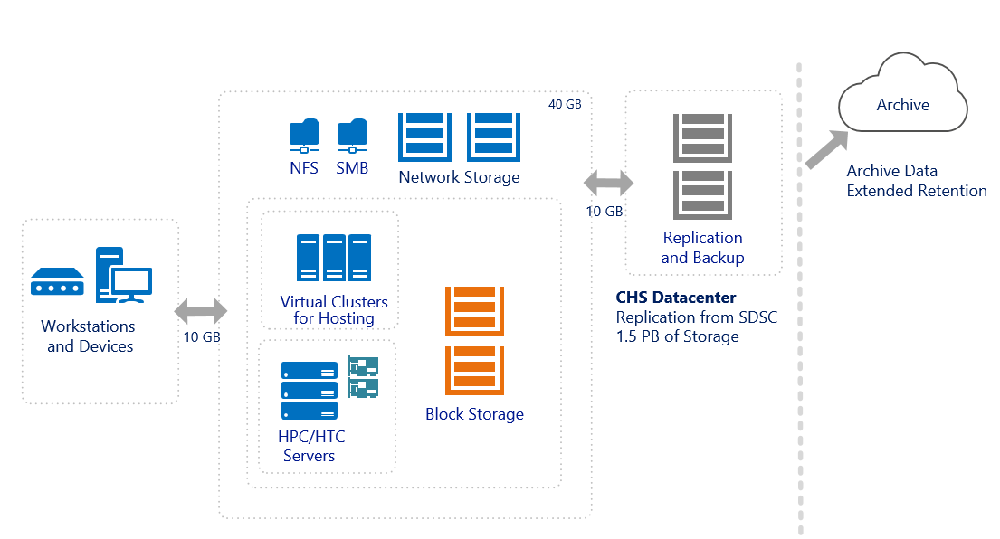 Workstations
and Devices
10 GB
40 GB
NFS
SMB
Network Storage
Virtual Clusters
for Hosting
HPC/HTC
Servers
Block Storage
10 GB
Replication
and Backup
CHS Datacenter
Replication from SDSC
1.5 PB of Storage
Archive
Archive Data
Extended Retention